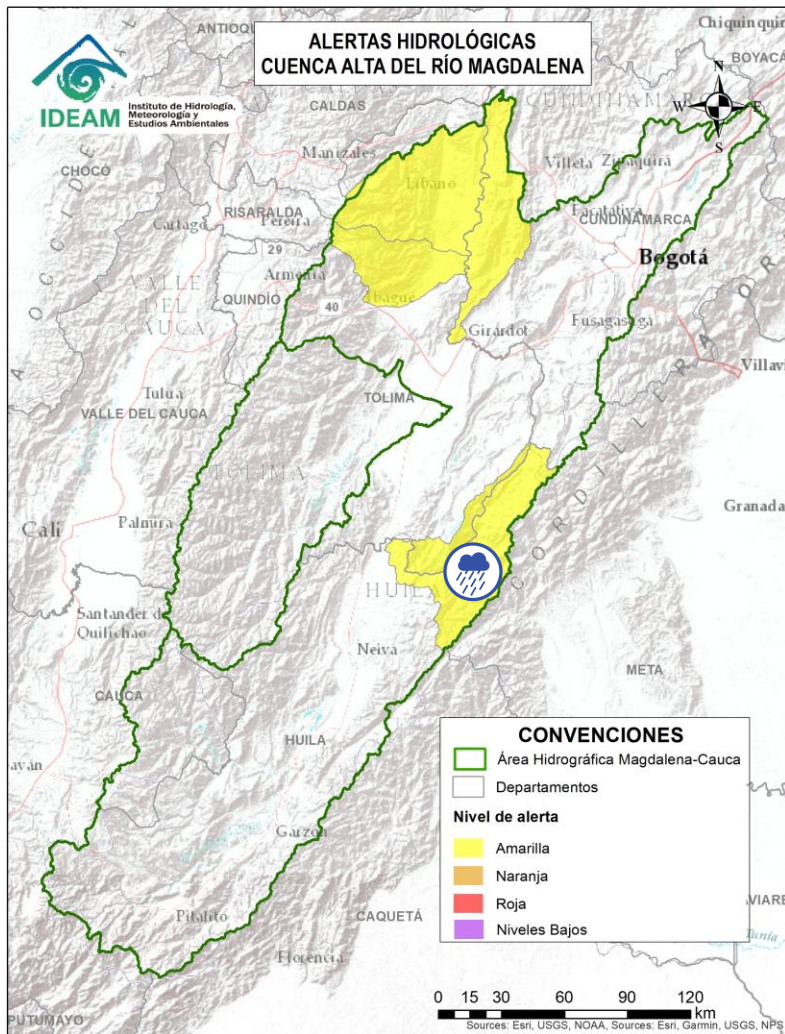 ALERTAS HIDROLÓGICAS
CUENCA ALTA DEL RÍO MAGDALENA
IDEAM
Instituto de Hidrología,
Meteorología y
Estudios Ambientales
N
W
E
S
Chiquinquirá
BOYACÁ
CUNDINAMARCA
CALDAS
Manizales
CHOCÓ
Líbano
Villeta
Zipaquirá
RISARALDA
Pereira
Cartago
Facatativá
CUNDINAMARCA
29
Bogotá
Armenia
VALLE
DEL
CAUCA
QUINDÍO
Ibagué
40
Girardot
Fusagasugá
Tuluá
VALLE DEL CAUCA
TOLIMA
TOLIMA
CORDILLERA
Granada
Cali
Palmira
Santander de
Quilichao
Neiva
META
CAUCA
HUILA
Garzón
Pitalito
CAQUETÁ
Florencia
PUTUMAYO
CONVENCIONES
Área Hidrográfica Magdalena-Cauca
Departamentos
Nivel de alerta
Amarilla
Naranja
Roja
Niveles Bajos
Tunía
0 15 30 60 90 120
km
Sources: Esri, USGS, NOAA, Sources: Esri, Garmin, USGS, NPS